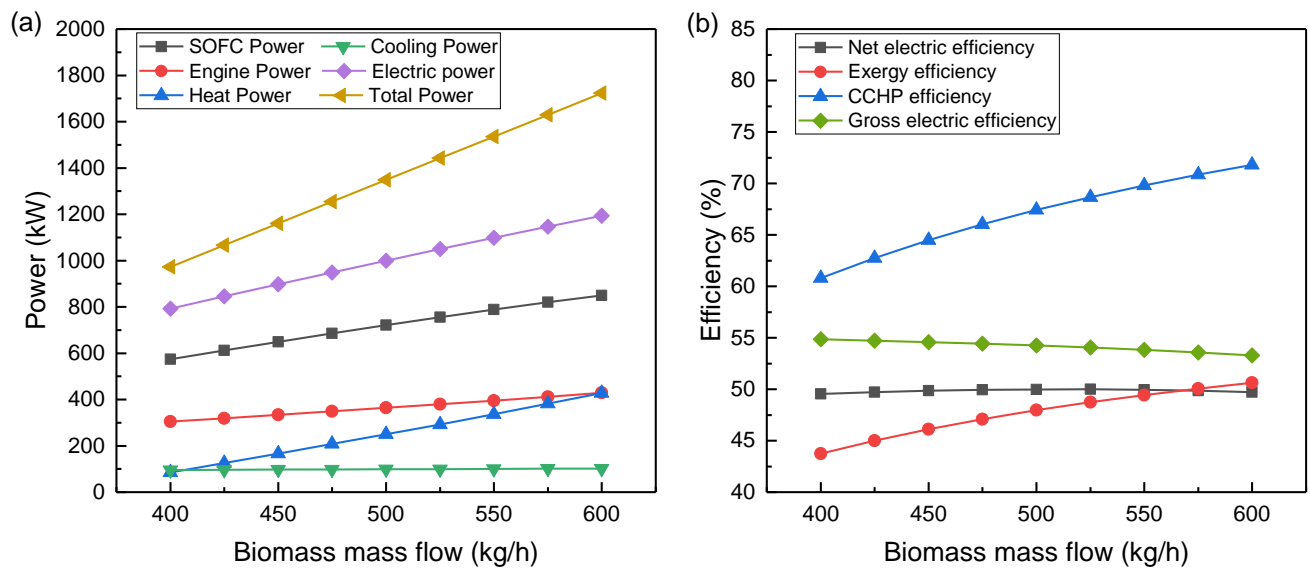 (a)
2000
1800
1600
1400
1200
1000
800
600
400
200
0
Power (kW)
SOFC Power
Cooling Power
Engine Power
Electric power
Heat Power
Total Power
400
450
500
550
600
Biomass mass flow (kg/h)
(b)
85
80
75
70
65
60
55
50
45
40
Efficiency (%)
Net electric efficiency
Exergy efficiency
CCHP efficiency
Gross electric efficiency
400
450
500
550
600
Biomass mass flow (kg/h)